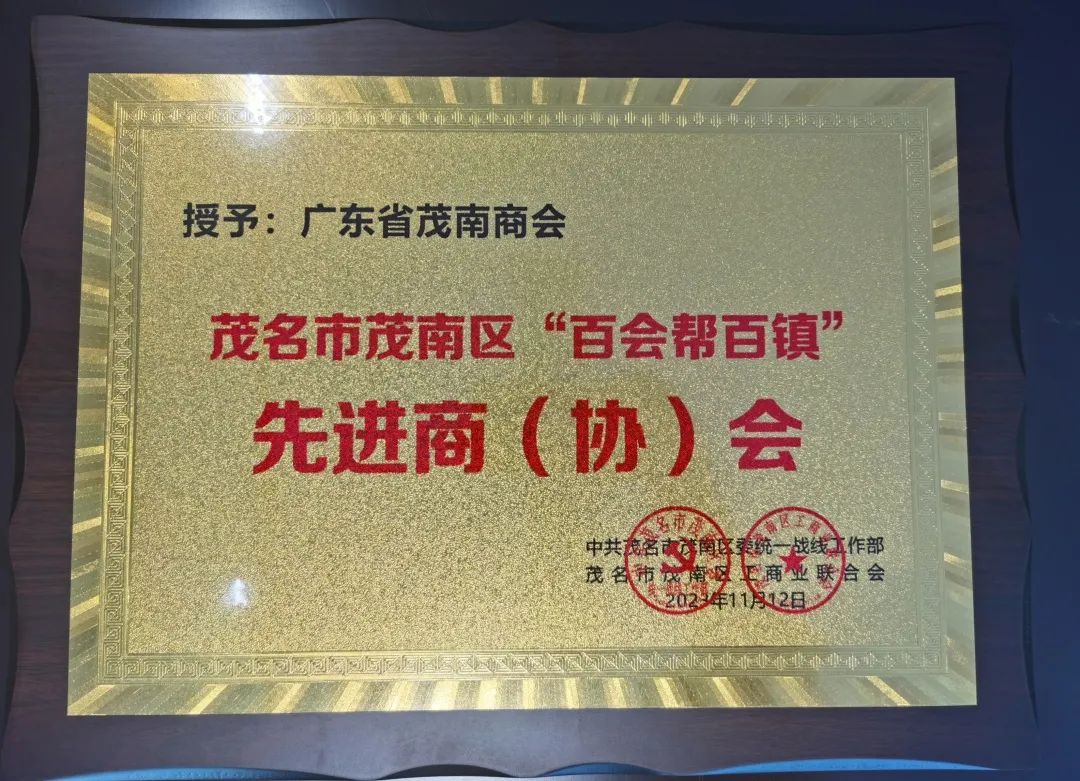 授予：广东省茂南商会
茂名市茂南区“百会帮百镇”
先进商（协）会
中共茂名市茂南区委统一战线工作部
茂名市茂南区工商业联合会
年11月12日